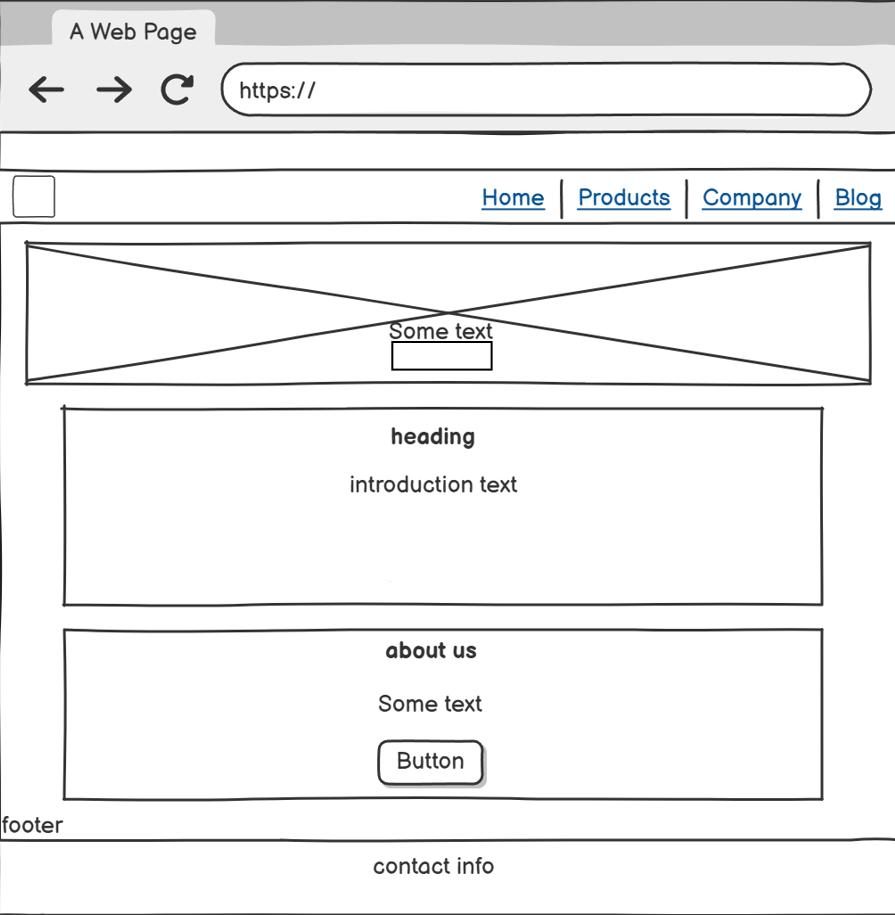 A Web Page
https://
Home Products Company Blog
Some text
heading
introduction text
about us
Some text
Button
footer
contact info